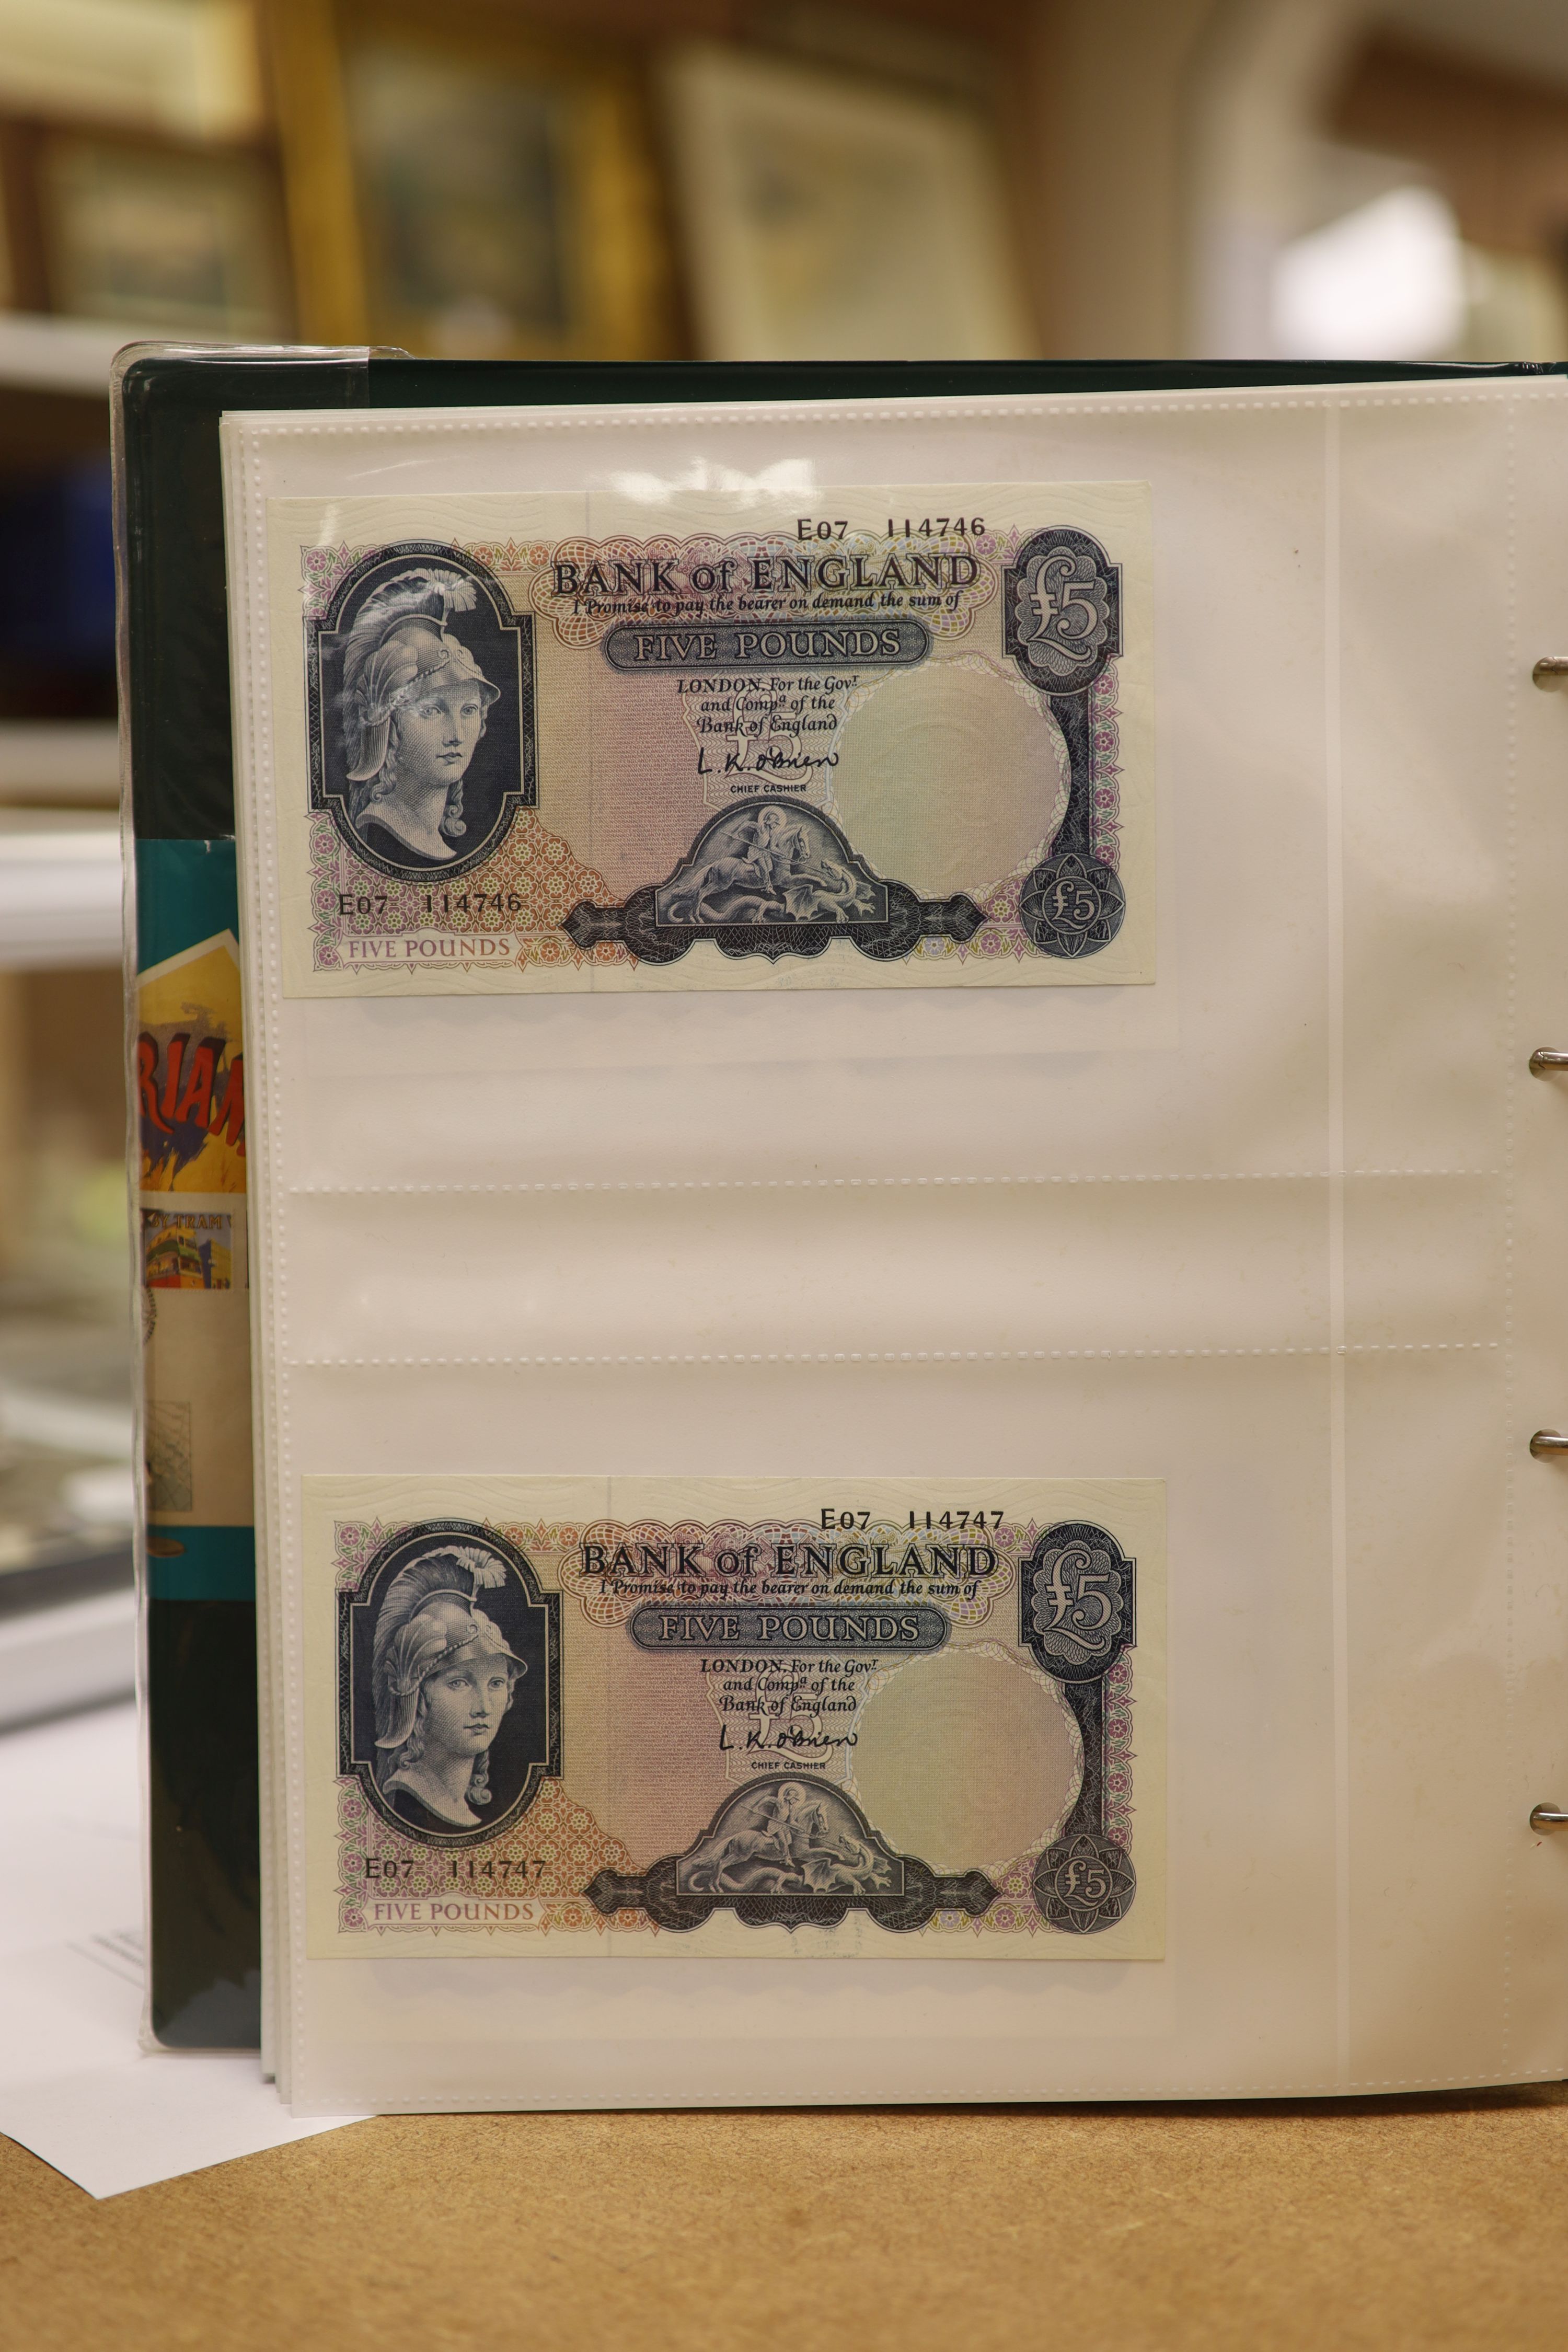 E07 114746
BANK of ENGLAND
I Promise to pay the bearer on demand the sum of
£5
FIVE POUNDS
LONDON, For the Govʳ
and Compᵃ of the
Bank of England
L.K. O'Brien
CHIEF CASHIER
E07 114746
FIVE POUNDS
£5
RIAN
TRAM
E07 114747
BANK of ENGLAND
I Promise to pay the bearer on demand the sum of
£5
FIVE POUNDS
LONDON, For the Govʳ
and Compᵃ of the
Bank of England
L.K. O'Brien
CHIEF CASHIER
E07 114747
FIVE POUNDS
£5